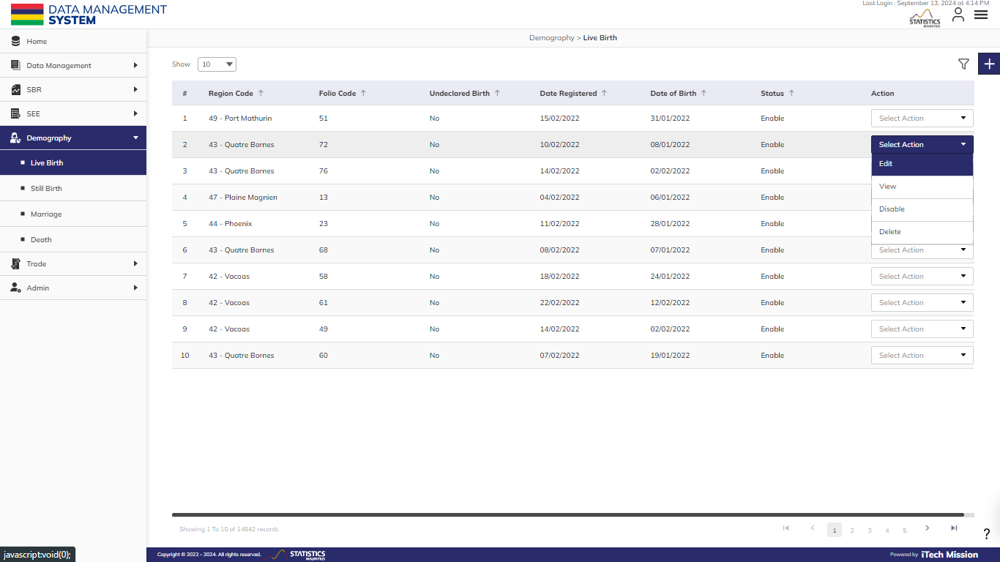 Last Login : September 13, 2024 at 4:14 PM
DATA MANAGEMENT
SYSTEM
STATISTICS
MAURITIUS
Home
Data Management
SBR
SEE
Demography
Live Birth
Still Birth
Marriage
Death
Trade
Admin
Demography > Live Birth
Show 10
# Region Code Folio Code Undeclared Birth Date Registered Date of Birth Status Action
1 49 - Port Mathurin 51 No 15/02/2022 31/01/2022 Enable Select Action
2 43 - Quatre Bornes 72 No 10/02/2022 08/01/2022 Enable Select Action
Edit
View
Disable
Delete
3 43 - Quatre Bornes 76 No 14/02/2022 02/02/2022 Enable
4 47 - Plaine Magnien 13 No 04/02/2022 06/01/2022 Enable
5 44 - Phoenix 23 No 11/02/2022 28/01/2022 Enable
6 43 - Quatre Bornes 68 No 08/02/2022 07/01/2022 Enable Select Action
7 42 - Vacoas 58 No 18/02/2022 24/01/2022 Enable Select Action
8 42 - Vacoas 61 No 22/02/2022 12/02/2022 Enable Select Action
9 42 - Vacoas 49 No 14/02/2022 02/02/2022 Enable Select Action
10 43 - Quatre Bornes 60 No 07/02/2022 19/01/2022 Enable Select Action
Showing 1 To 10 of 14842 records
1 2 3 4 5
?
javascript:void(0);
Copyright © 2022 - 2024. All rights reserved.
STATISTICS
MAURITIUS
Powered by iTech Mission